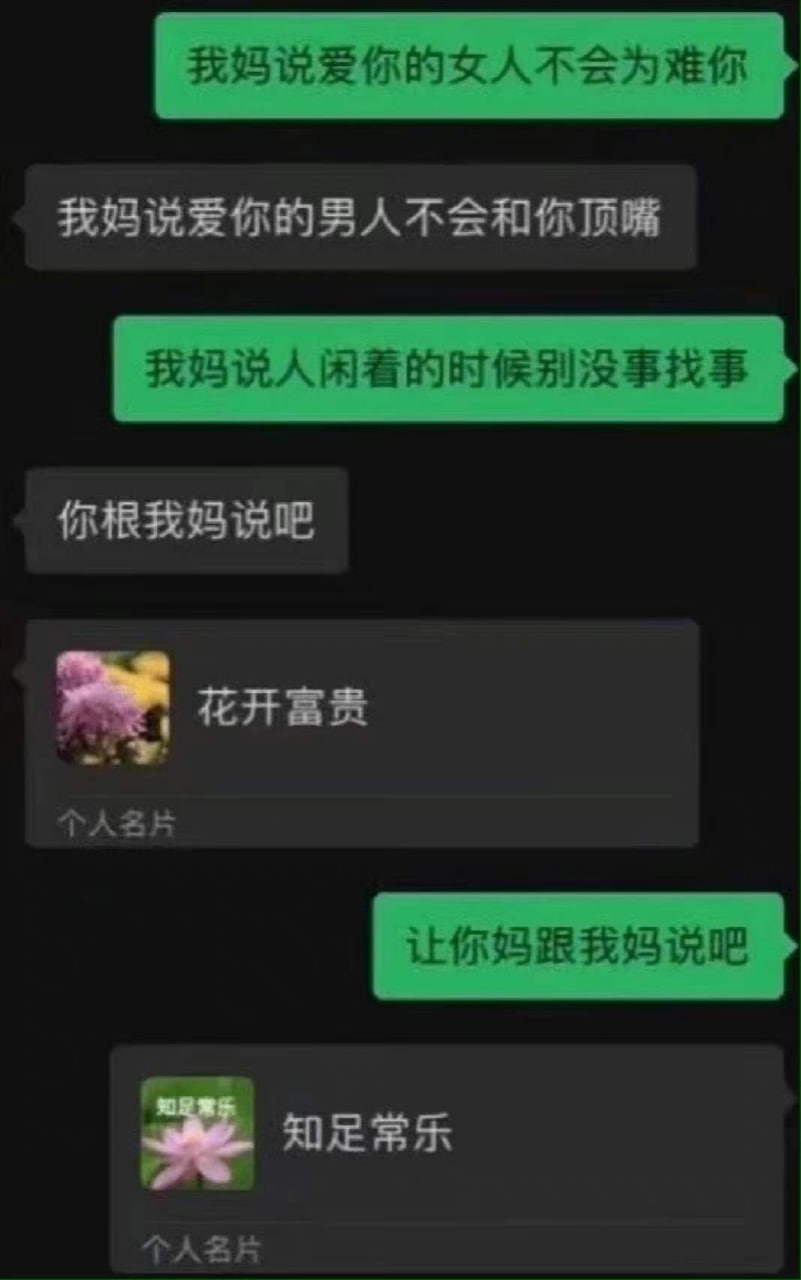 我妈说爱你的女人不会为难你
我妈说爱你的男人不会和你顶嘴
我妈说人闲着的时候别没事找事
你根我妈说吧
花开富贵
个人名片
让你妈跟我妈说吧
知足常乐
知足常乐
个人名片